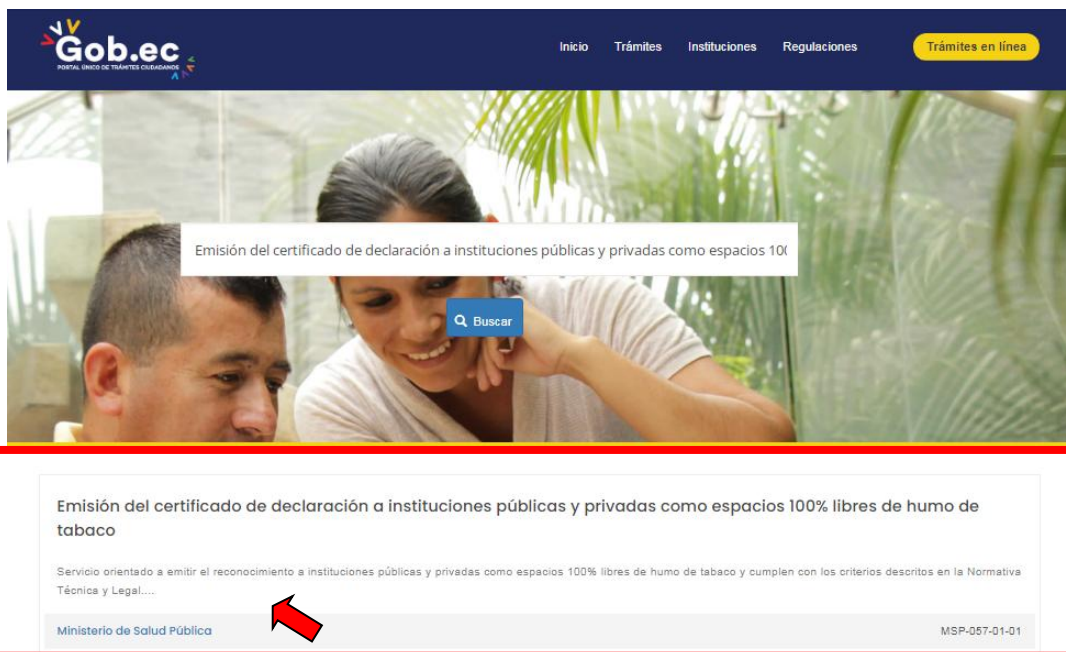 Gob.ec
PORTAL ÚNICO DE TRÁMITES CIUDADANOS
Inicio Trámites Instituciones Regulaciones Trámites en línea
Emisión del certificado de declaración a instituciones públicas y privadas como espacios 100
Buscar
Emisión del certificado de declaración a instituciones públicas y privadas como espacios 100% libres de humo de
tabaco
Servicio orientado a emitir el reconocimiento a instituciones públicas y privadas como espacios 100% libres de humo de tabaco y cumplen con los criterios descritos en la Normativa
Técnica y Legal....
Ministerio de Salud Pública MSP-057-01-01